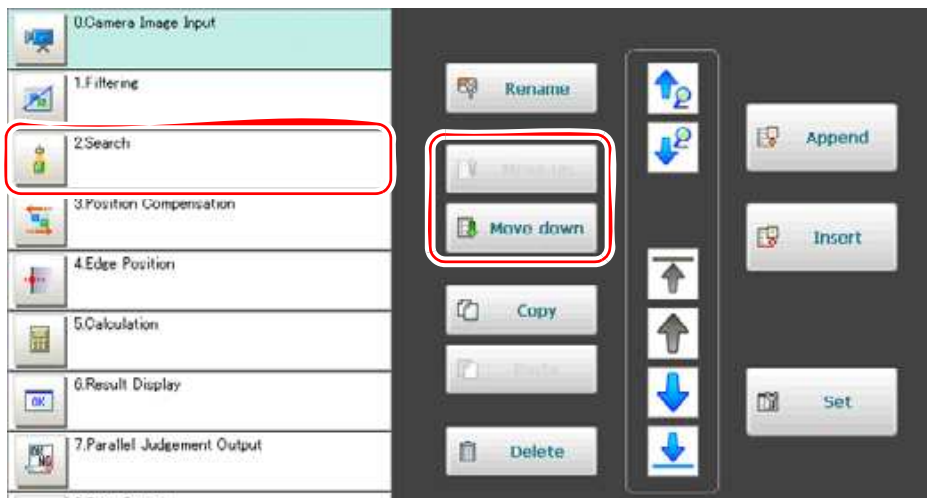 0.Camera Image Input
1.Filtering
2.Search
3.Position Compensation
4.Edge Position
5.Calculation
6.Result Display
OK
7.Parallel Judgement Output
Rename
Move down
Copy
Delete
Append
Insert
Set